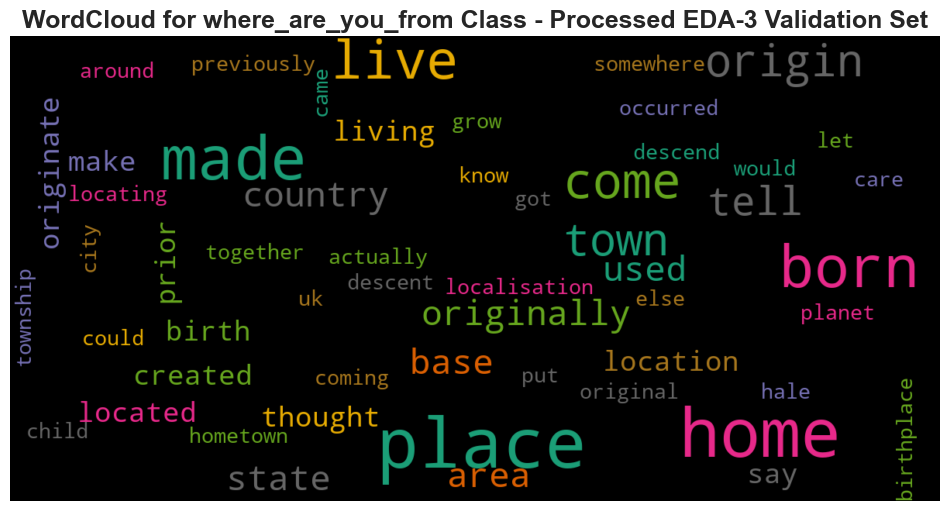 WordCloud for where_are_you_from Class - Processed EDA-3 Validation Set
around
previously
live
somewhere
origin
came
originate
living
grow
occurred
let
make
made
descend
would
locating
country
know
got
come
tell
care
city
prior
together
actually
town
used
born
township
descent
localisation
uk
originally
else
planet
could
birth
base
location
created
coming
put
original
hale
birthplace
located
thought
child
hometown
place
home
state
area
say